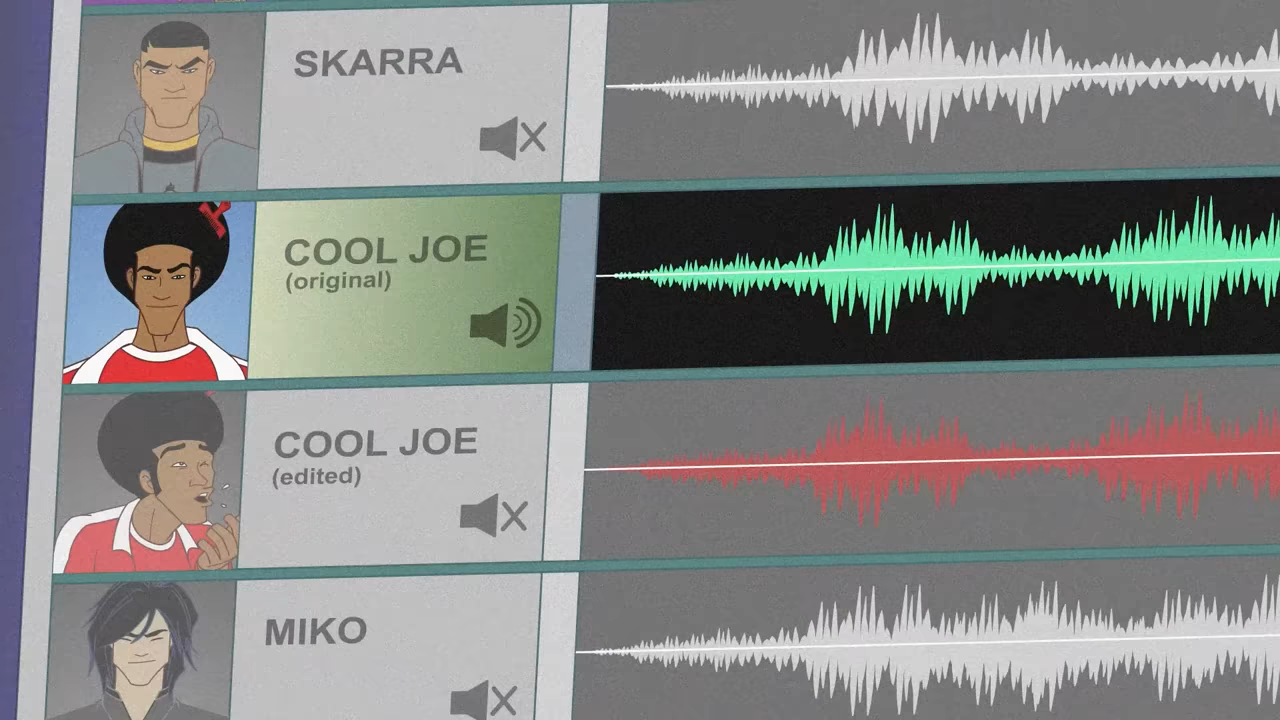 SKARRA
COOL JOE
(original)
COOL JOE
(edited)
MIKO